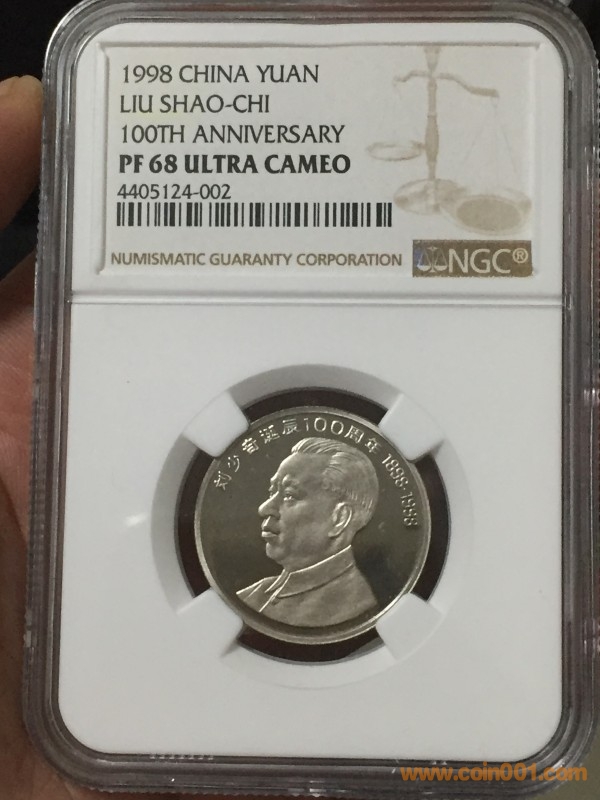 1998 CHINA YUAN
LIU SHAO-CHI
100TH ANNIVERSARY
PF 68 ULTRA CAMEO
4405124-002
NUMISMATIC GUARANTY CORPORATION
NGC®
刘少奇诞辰100周年 1898-1998
www.coin001.com